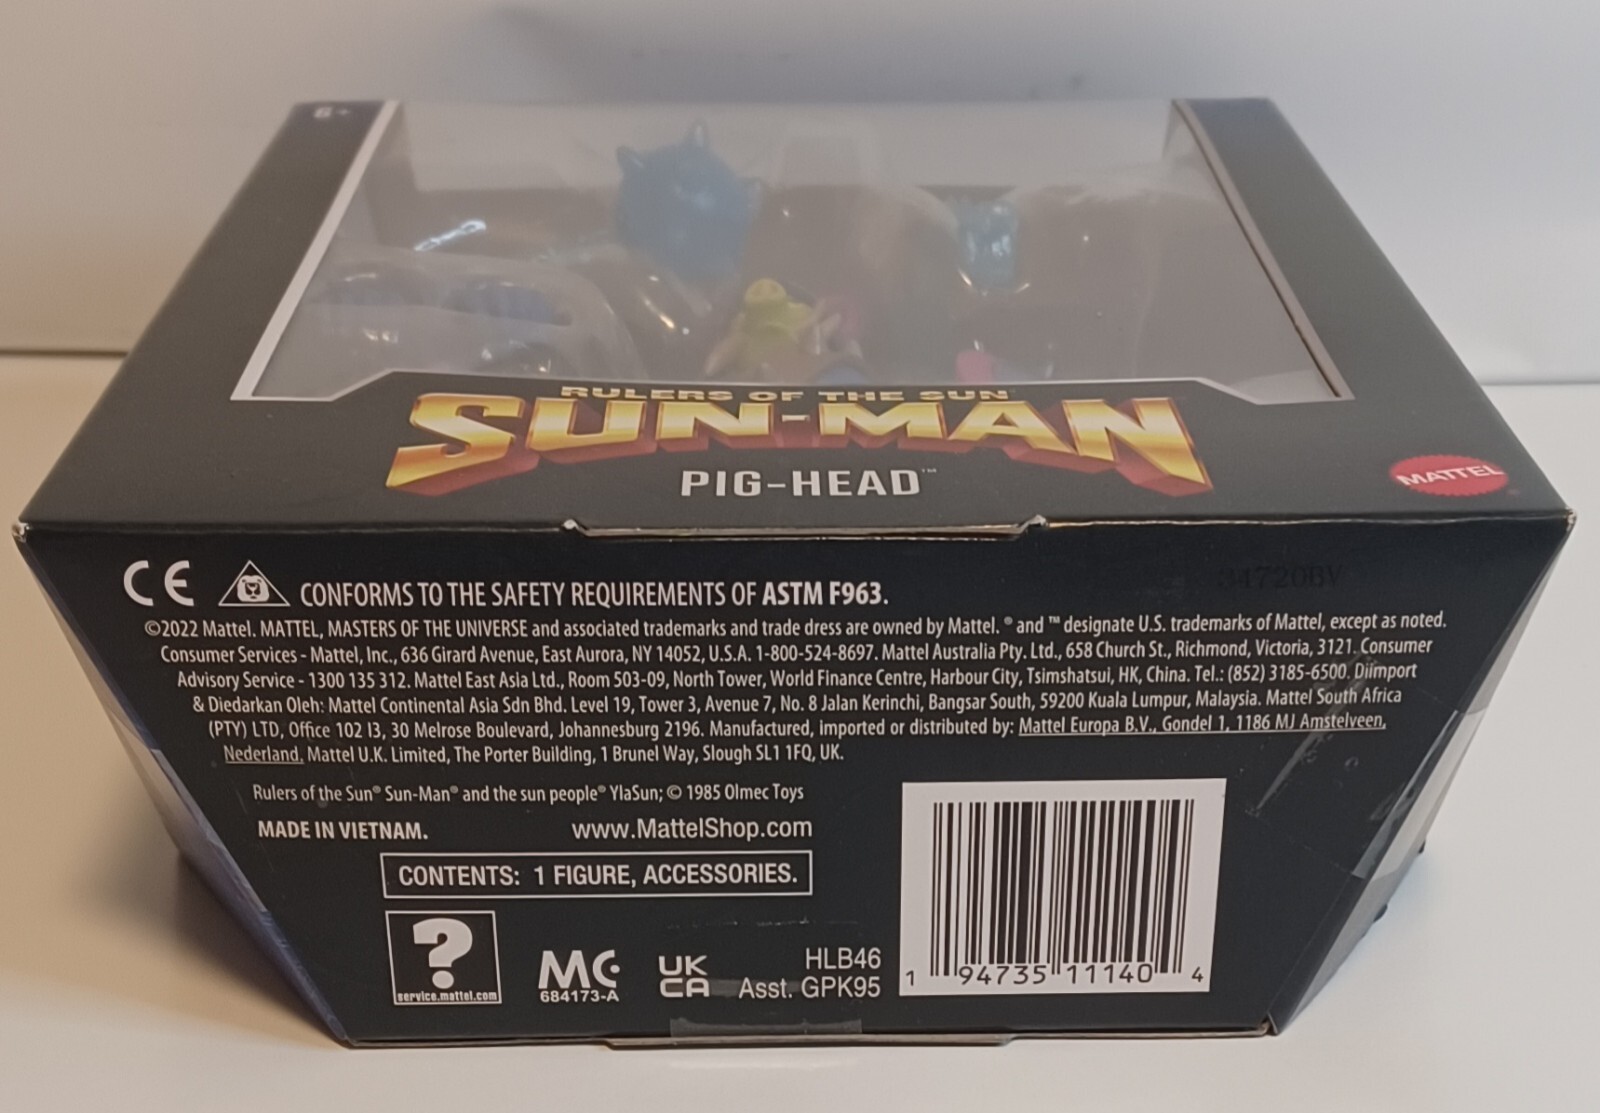 6+
RULERS OF THE SUN
SUN-MAN
PIG-HEAD™
MATTEL
CE CONFORMS TO THE SAFETY REQUIREMENTS OF ASTM F963.
©2022 Mattel. MATTEL, MASTERS OF THE UNIVERSE and associated trademarks and trade dress are owned by Mattel. ® and ™ designate U.S. trademarks of Mattel, except as noted.
Consumer Services - Mattel, Inc., 636 Girard Avenue, East Aurora, NY 14052, U.S.A. 1-800-524-8697. Mattel Australia Pty. Ltd., 658 Church St., Richmond, Victoria, 3121. Consumer
Advisory Service - 1300 135 312. Mattel East Asia Ltd., Room 503-09, North Tower, World Finance Centre, Harbour City, Tsimshatsui, HK, China. Tel.: (852) 3185-6500. Diimport
& Diedarkan Oleh: Mattel Continental Asia Sdn Bhd. Level 19, Tower 3, Avenue 7, No. 8 Jalan Kerinchi, Bangsar South, 59200 Kuala Lumpur, Malaysia. Mattel South Africa
(PTY) LTD, Office 102 I3, 30 Melrose Boulevard, Johannesburg 2196. Manufactured, imported or distributed by: Mattel Europa B.V., Gondel 1, 1186 MJ Amstelveen,
Nederland. Mattel U.K. Limited, The Porter Building, 1 Brunel Way, Slough SL1 1FQ, UK.
Rulers of the Sun® Sun-Man® and the sun people® YlaSun; © 1985 Olmec Toys
MADE IN VIETNAM. www.MattelShop.com
CONTENTS: 1 FIGURE, ACCESSORIES.
?
service.mattel.com
MC
684173-A
UK
CA
HLB46
Asst. GPK95
1 94735 11140 4